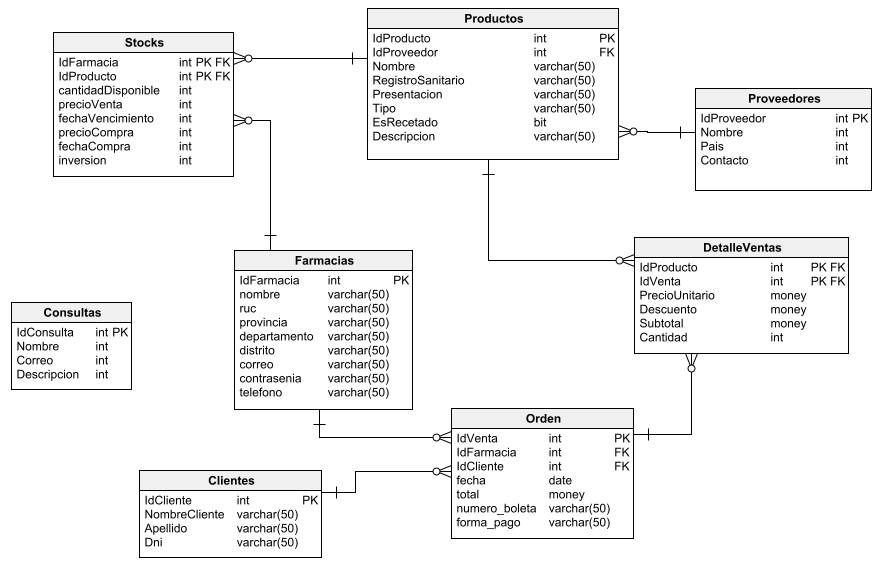 Productos
IdProducto int PK
IdProveedor int FK
Nombre varchar(50)
RegistroSanitario varchar(50)
Presentacion varchar(50)
Tipo varchar(50)
EsRecetado bit
Descripcion varchar(50)
Stocks
IdFarmacia int PK FK
IdProducto int PK FK
cantidadDisponible int
precioVenta int
fechaVencimiento int
precioCompra int
fechaCompra int
inversion int
Proveedores
IdProveedor int PK
Nombre int
Pais int
Contacto int
DetalleVentas
IdProducto int PK FK
IdVenta int PK FK
PrecioUnitario money
Descuento money
Subtotal money
Cantidad int
Farmacias
IdFarmacia int PK
nombre varchar(50)
ruc varchar(50)
provincia varchar(50)
departamento varchar(50)
distrito varchar(50)
correo varchar(50)
contrasenia varchar(50)
telefono varchar(50)
Consultas
IdConsulta int PK
Nombre int
Correo int
Descripcion int
Orden
IdVenta int PK
IdFarmacia int FK
IdCliente int FK
fecha date
total money
numero_boleta varchar(50)
forma_pago varchar(50)
Clientes
IdCliente int PK
NombreCliente varchar(50)
Apellido varchar(50)
Dni varchar(50)